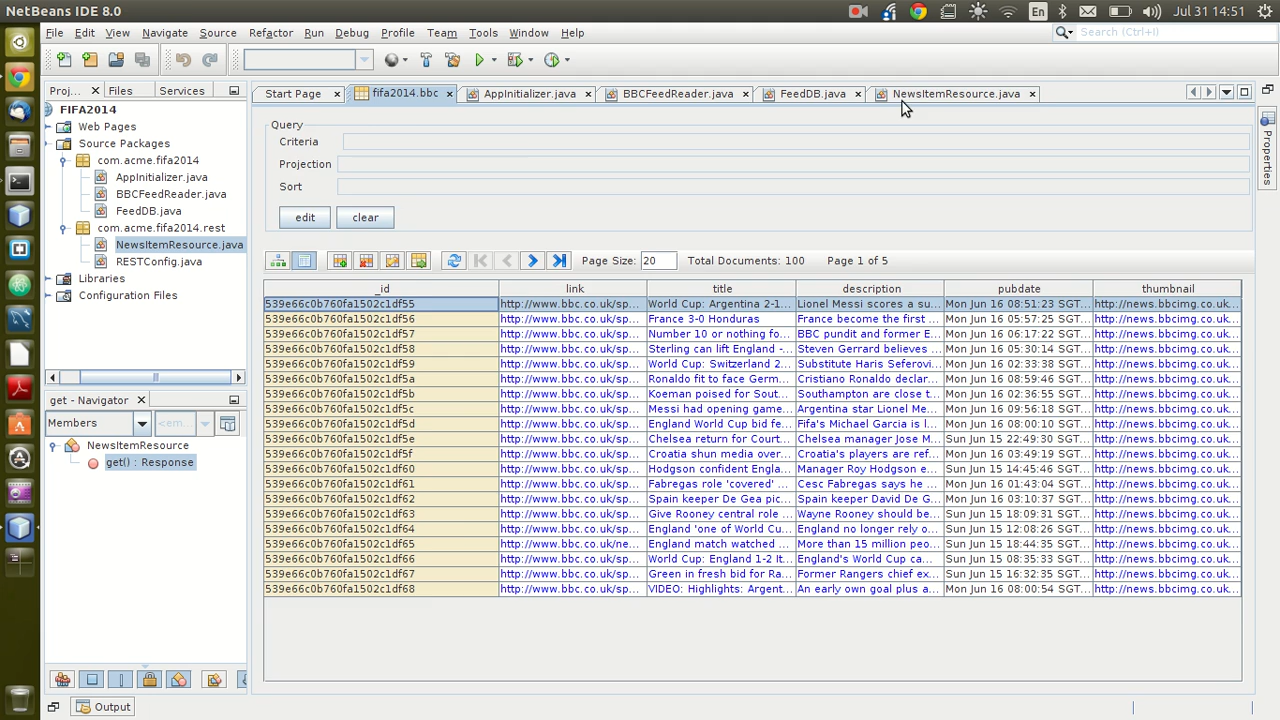 NetBeans IDE 8.0
En
Jul 31 14:51
File Edit View Navigate Source Refactor Run Debug Profile Team Tools Window Help
Search (Ctrl+I)
Proj...
Files
Services
Start Page
fifa2014.bbc
AppInitializer.java
BBCFeedReader.java
FeedDB.java
NewsItemResource.java
FIFA2014
Web Pages
Source Packages
com.acme.fifa2014
AppInitializer.java
BBCFeedReader.java
FeedDB.java
com.acme.fifa2014.rest
NewsItemResource.java
RESTConfig.java
Libraries
Configuration Files
get - Navigator
Members
<em...
NewsItemResource
get() : Response
Query
Criteria
Projection
Sort
edit
clear
Page Size: 20 Total Documents: 100 Page 1 of 5
_id link title description pubdate thumbnail
539e66c0b760fa1502c1df55 http://www.bbc.co.uk/sp... World Cup: Argentina 2-1... Lionel Messi scores a su... Mon Jun 16 08:51:23 SGT... http://news.bbcimg.co.uk...
539e66c0b760fa1502c1df56 http://www.bbc.co.uk/sp... France 3-0 Honduras France become the first ... Mon Jun 16 05:57:25 SGT... http://news.bbcimg.co.uk...
539e66c0b760fa1502c1df57 http://www.bbc.co.uk/sp... Number 10 or nothing fo... BBC pundit and former E... Mon Jun 16 06:17:22 SGT... http://news.bbcimg.co.uk...
539e66c0b760fa1502c1df58 http://www.bbc.co.uk/sp... Sterling can lift England -... Steven Gerrard believes ... Mon Jun 16 05:30:14 SGT... http://news.bbcimg.co.uk...
539e66c0b760fa1502c1df59 http://www.bbc.co.uk/sp... World Cup: Switzerland 2... Substitute Haris Seferovi... Mon Jun 16 02:50:04 SGT... http://news.bbcimg.co.uk...
539e66c0b760fa1502c1df5a http://www.bbc.co.uk/sp... Ronaldo fit to face Germ... Cristiano Ronaldo declar... Mon Jun 16 08:59:46 SGT... http://news.bbcimg.co.uk...
539e66c0b760fa1502c1df5b http://www.bbc.co.uk/sp... Koeman poised for Sout... Southampton are close t... Mon Jun 16 02:36:55 SGT... http://news.bbcimg.co.uk...
539e66c0b760fa1502c1df5c http://www.bbc.co.uk/sp... Messi had opening game... Argentina star Lionel Me... Mon Jun 16 09:56:18 SGT... http://news.bbcimg.co.uk...
539e66c0b760fa1502c1df5d http://www.bbc.co.uk/sp... England World Cup bid fe... Fifa's Michael Garcia is l... Mon Jun 16 08:00:10 SGT... http://news.bbcimg.co.uk...
539e66c0b760fa1502c1df5e http://www.bbc.co.uk/sp... Chelsea return for Court... Chelsea manager Jose M... Sun Jun 15 22:49:30 SGT... http://news.bbcimg.co.uk...
539e66c0b760fa1502c1df5f http://www.bbc.co.uk/sp... Croatia shun media over... Croatia's players are ref... Mon Jun 16 03:49:19 SGT... http://news.bbcimg.co.uk...
539e66c0b760fa1502c1df60 http://www.bbc.co.uk/sp... Hodgson confident Engla... Manager Roy Hodgson e... Sun Jun 15 14:45:46 SGT... http://news.bbcimg.co.uk...
539e66c0b760fa1502c1df61 http://www.bbc.co.uk/sp... Fabregas role 'covered' ... Cesc Fabregas says he ... Mon Jun 16 01:43:04 SGT... http://news.bbcimg.co.uk...
539e66c0b760fa1502c1df62 http://www.bbc.co.uk/sp... Spain keeper De Gea pic... Spain keeper David De G... Mon Jun 16 03:10:37 SGT... http://news.bbcimg.co.uk...
539e66c0b760fa1502c1df63 http://www.bbc.co.uk/sp... Give Rooney central role ... Wayne Rooney should be... Sun Jun 15 18:09:31 SGT... http://news.bbcimg.co.uk...
539e66c0b760fa1502c1df64 http://www.bbc.co.uk/sp... England 'one of World Cu... England no longer rely o... Sun Jun 15 12:08:26 SGT... http://news.bbcimg.co.uk...
539e66c0b760fa1502c1df65 http://www.bbc.co.uk/ne... England match watched ... More than 15 million peo... Sun Jun 15 18:44:35 SGT... http://news.bbcimg.co.uk...
539e66c0b760fa1502c1df66 http://www.bbc.co.uk/sp... World Cup: England 1-2 It... England's World Cup ca... Sun Jun 15 08:35:33 SGT... http://news.bbcimg.co.uk...
539e66c0b760fa1502c1df67 http://www.bbc.co.uk/sp... Green in fresh bid for Ra... Former Rangers chief ex... Sun Jun 15 16:32:35 SGT... http://news.bbcimg.co.uk...
539e66c0b760fa1502c1df68 http://www.bbc.co.uk/sp... VIDEO: Highlights: Argent... An early own goal plus a... Mon Jun 16 08:00:54 SGT... http://news.bbcimg.co.uk...
Properties
Output